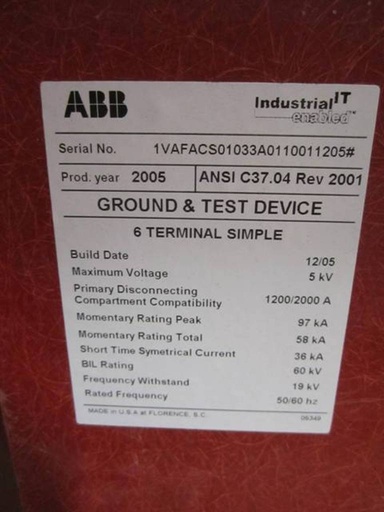 ABB
Industrial IT
enabled™
Serial No. 1VAFACS01033A0110011205#
Prod. year 2005 ANSI C37.04 Rev 2001
GROUND & TEST DEVICE
6 TERMINAL SIMPLE
Build Date 12/05
Maximum Voltage 5 kV
Primary Disconnecting
Compartment Compatibility 1200/2000 A
Momentary Rating Peak 97 kA
Momentary Rating Total 58 kA
Short Time Symetrical Current 36 kA
BIL Rating 60 kV
Frequency Withstand 19 kV
Rated Frequency 50/60 hz
MADE in U.S.A at FLORENCE, S.C. 06349